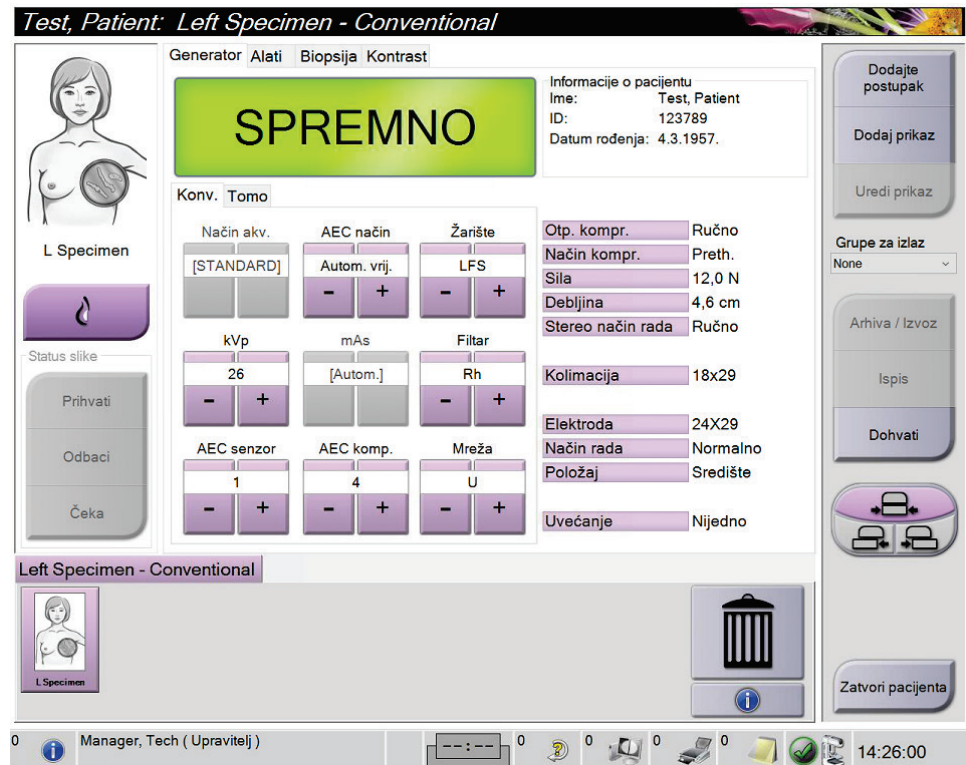 Test, Patient: Left Specimen - Conventional
Generator Alati Biopsija Kontrast
SPREMNO
Informacije o pacijentu
Ime: Test, Patient
ID: 123789
Datum rođenja: 4.3.1957.
L Specimen
Status slike
Prihvati
Odbaci
Čeka
Konv. Tomo
Način akv. AEC način Žarište
[STANDARD] Autom. vrij. LFS
- + - +
kVp mAs Filtar
26 [Autom.] Rh
- + - +
AEC senzor AEC komp. Mreža
1 4 U
- + - + - +
Otp. kompr. Ručno
Način kompr. Preth.
Sila 12,0 N
Debljina 4,6 cm
Stereo način rada Ručno
Kolimacija 18x29
Elektroda 24X29
Način rada Normalno
Položaj Središte
Uvećanje Nijedno
Dodajte
postupak
Dodaj prikaz
Uredi prikaz
Grupe za izlaz
None
Arhiva / Izvoz
Ispis
Dohvati
Left Specimen - Conventional
L Specimen
Zatvori pacijenta
0 Manager, Tech ( Upravitelj ) --:-- 0 0 0 0 14:26:00